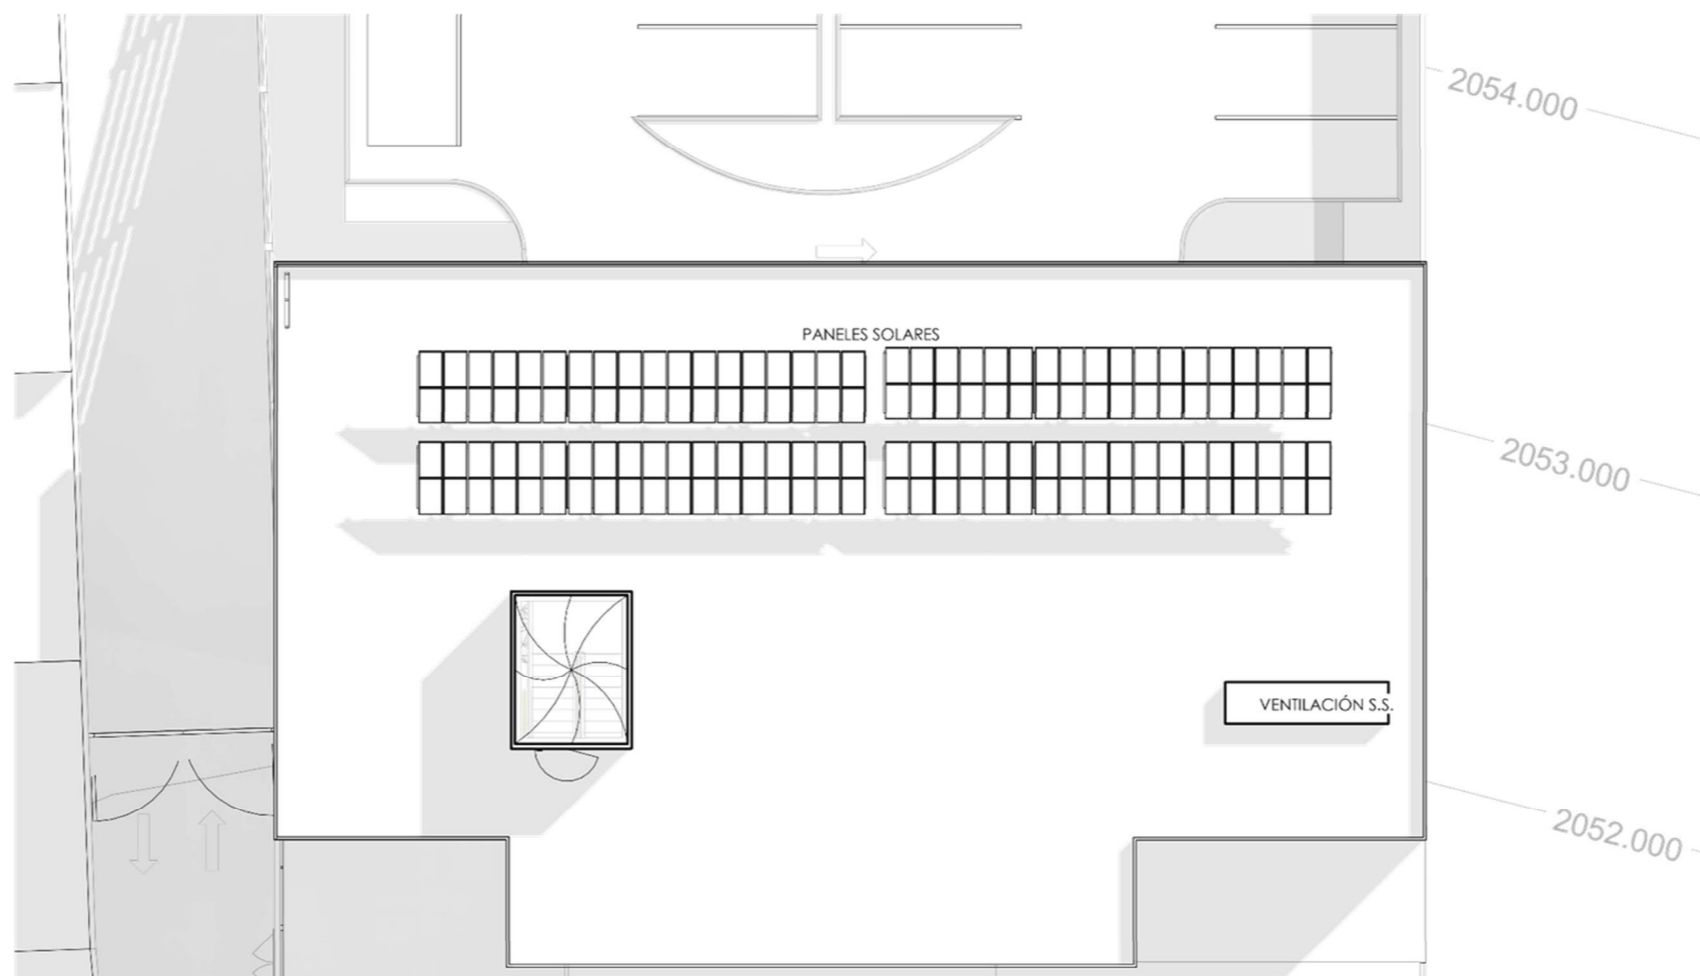 2054.000
PANELES SOLARES
2053.000
VENTILACIÓN S.S.
2052.000